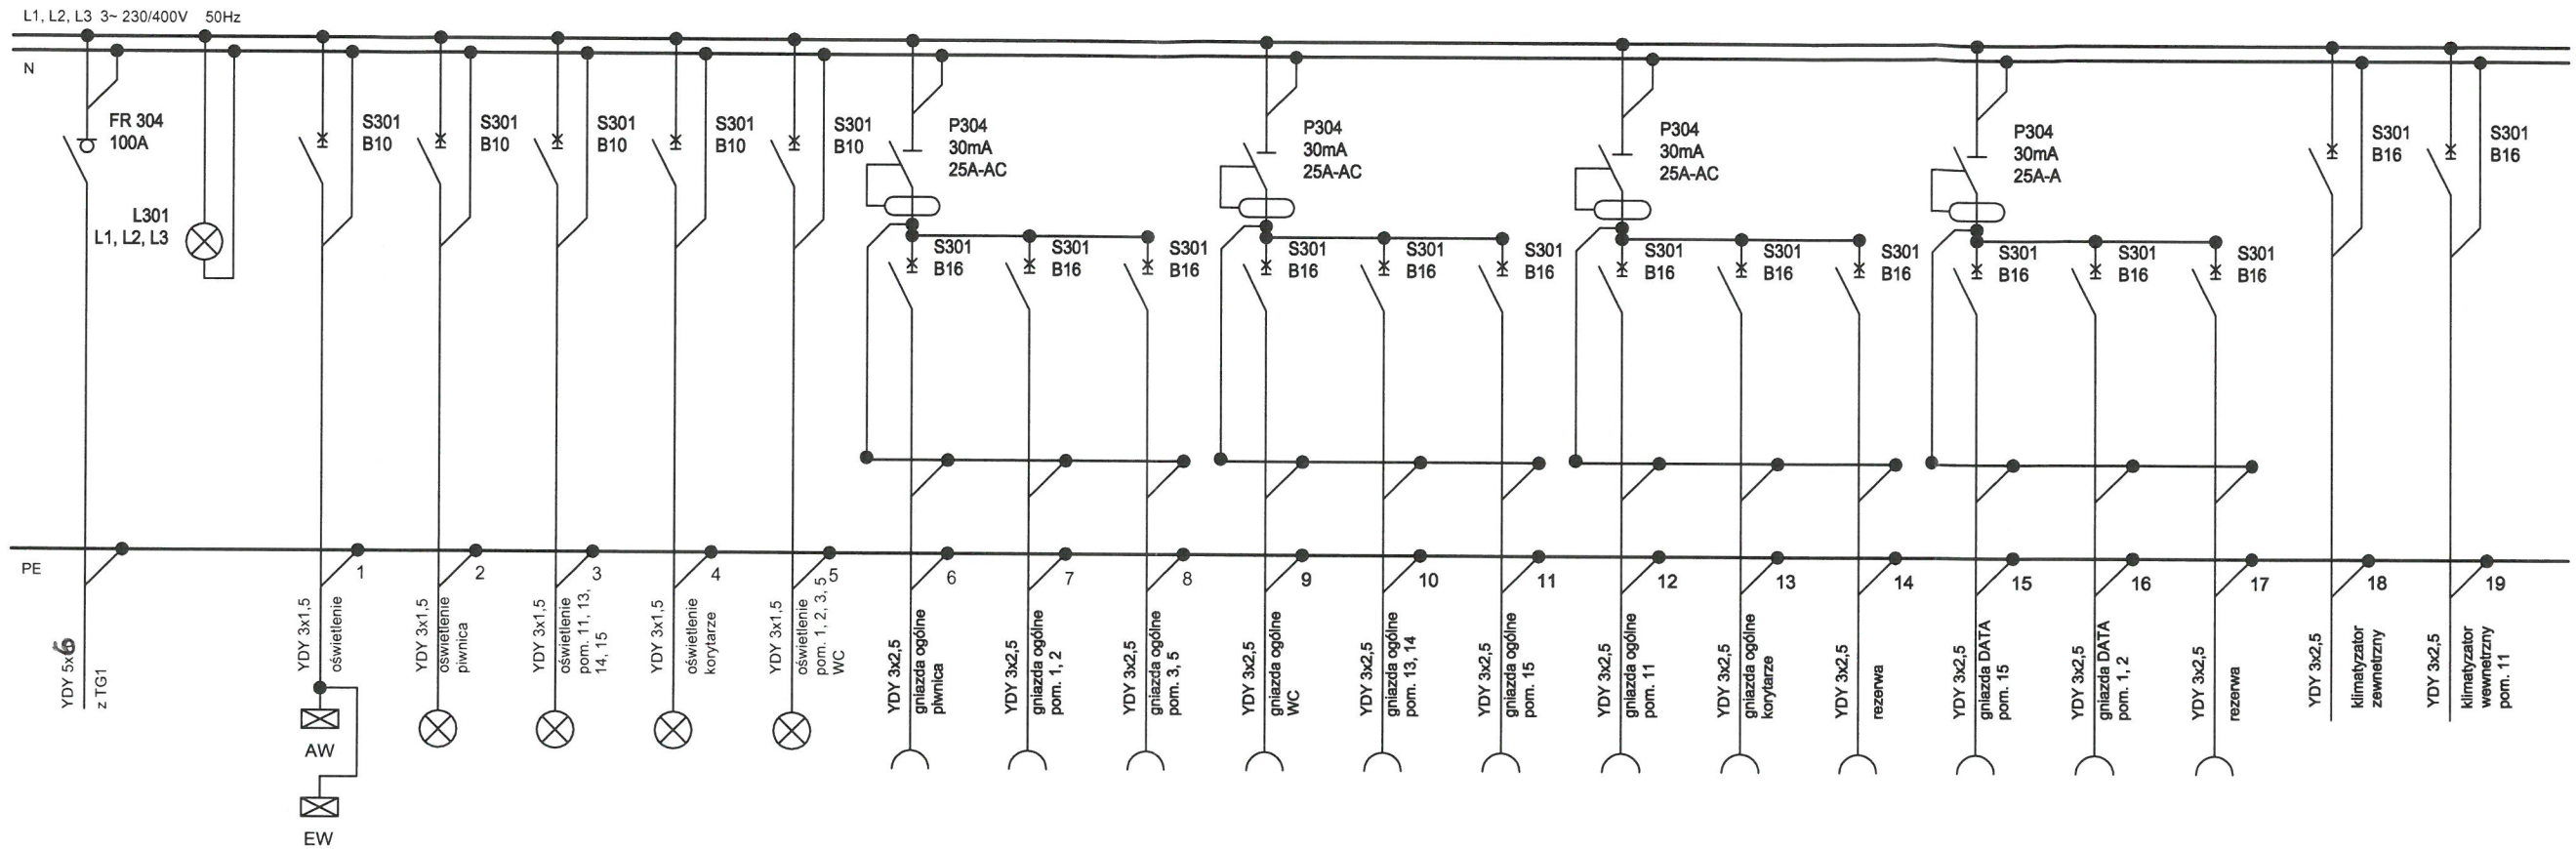 L1, L2, L3 3~ 230/400V 50Hz
N
FR 304
100A
L301
L1, L2, L3
S301
B10
S301
B10
S301
B10
S301
B10
S301
B10
P304
30mA
25A-AC
S301
B16
S301
B16
S301
B16
P304
30mA
25A-AC
S301
B16
S301
B16
S301
B16
P304
30mA
25A-AC
S301
B16
S301
B16
S301
B16
P304
30mA
25A-A
S301
B16
S301
B16
S301
B16
S301
B16
S301
B16
PE
1
2
3
4
5
6
7
8
9
10
11
12
13
14
15
16
17
18
19
YDY 5x6
z TG1
YDY 3x1,5
oświetlenie
AW
EW
YDY 3x1,5
oświetlenie
piwnica
YDY 3x1,5
oświetlenie
pom. 11, 13,
14, 15
YDY 3x1,5
oświetlenie
korytarze
YDY 3x1,5
oświetlenie
pom. 1, 2, 3, 5
WC
YDY 3x2,5
gniazda ogólne
piwnica
YDY 3x2,5
gniazda ogólne
pom. 1, 2
YDY 3x2,5
gniazda ogólne
pom. 3, 5
YDY 3x2,5
gniazda ogólne
WC
YDY 3x2,5
gniazda ogólne
pom. 13, 14
YDY 3x2,5
gniazda ogólne
pom. 15
YDY 3x2,5
gniazda ogólne
pom. 11
YDY 3x2,5
gniazda ogólne
korytarze
YDY 3x2,5
rezerwa
YDY 3x2,5
gniazda DATA
pom. 15
YDY 3x2,5
gniazda DATA
pom. 1, 2
YDY 3x2,5
rezerwa
YDY 3x2,5
klimatyzator
zewnetrzny
YDY 3x2,5
klimatyzator
wewnetrzny
pom. 11